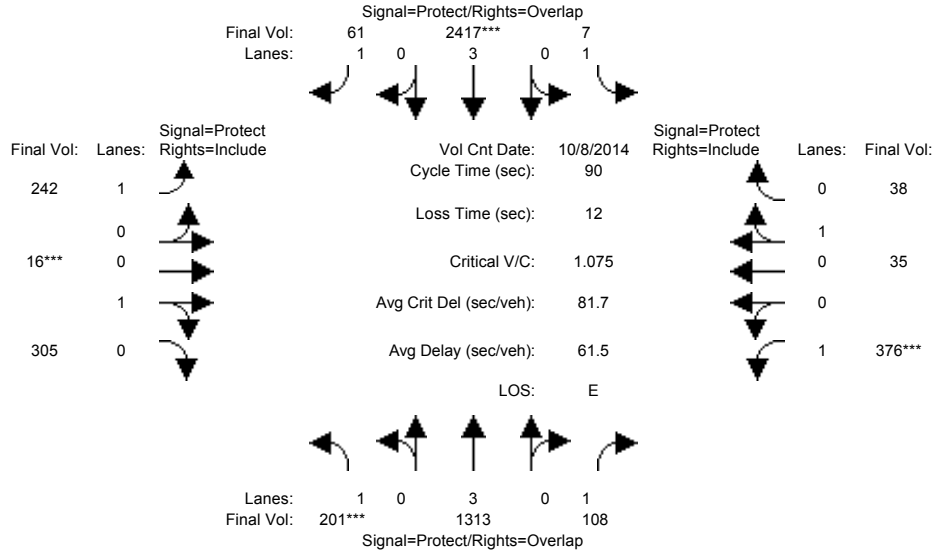 Signal=Protect/Rights=Overlap
Final Vol: 61 2417*** 7
Lanes: 1 0 3 0 1
Signal=Protect
Final Vol: Lanes: Rights=Include
Vol Cnt Date: 10/8/2014
Signal=Protect
Rights=Include Lanes: Final Vol:
Cycle Time (sec): 90
242 1
0 38
Loss Time (sec): 12
0
1
16*** 0
Critical V/C: 1.075
0 35
1
Avg Crit Del (sec/veh): 81.7
0
305 0
Avg Delay (sec/veh): 61.5
1 376***
LOS: E
Lanes: 1 0 3 0 1
Final Vol: 201*** 1313 108
Signal=Protect/Rights=Overlap